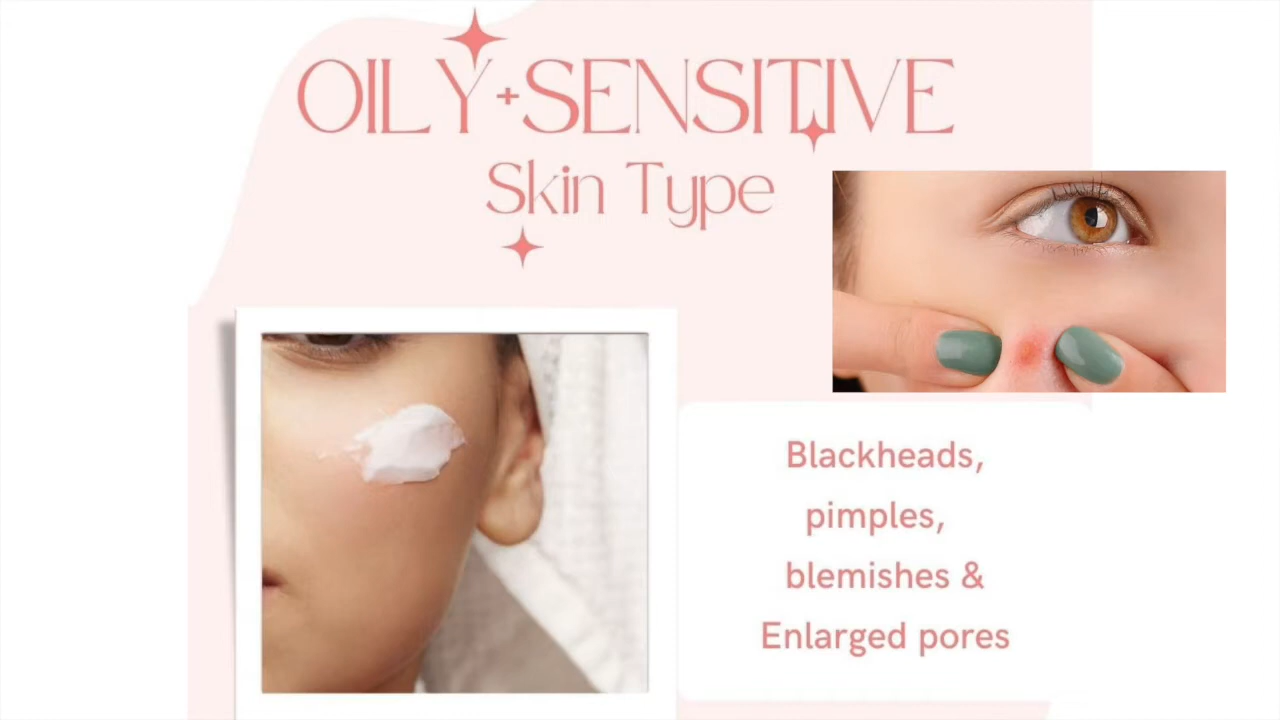 OILY+SENSITIVE
Skin Type
Blackheads,
pimples,
blemishes &
Enlarged pores